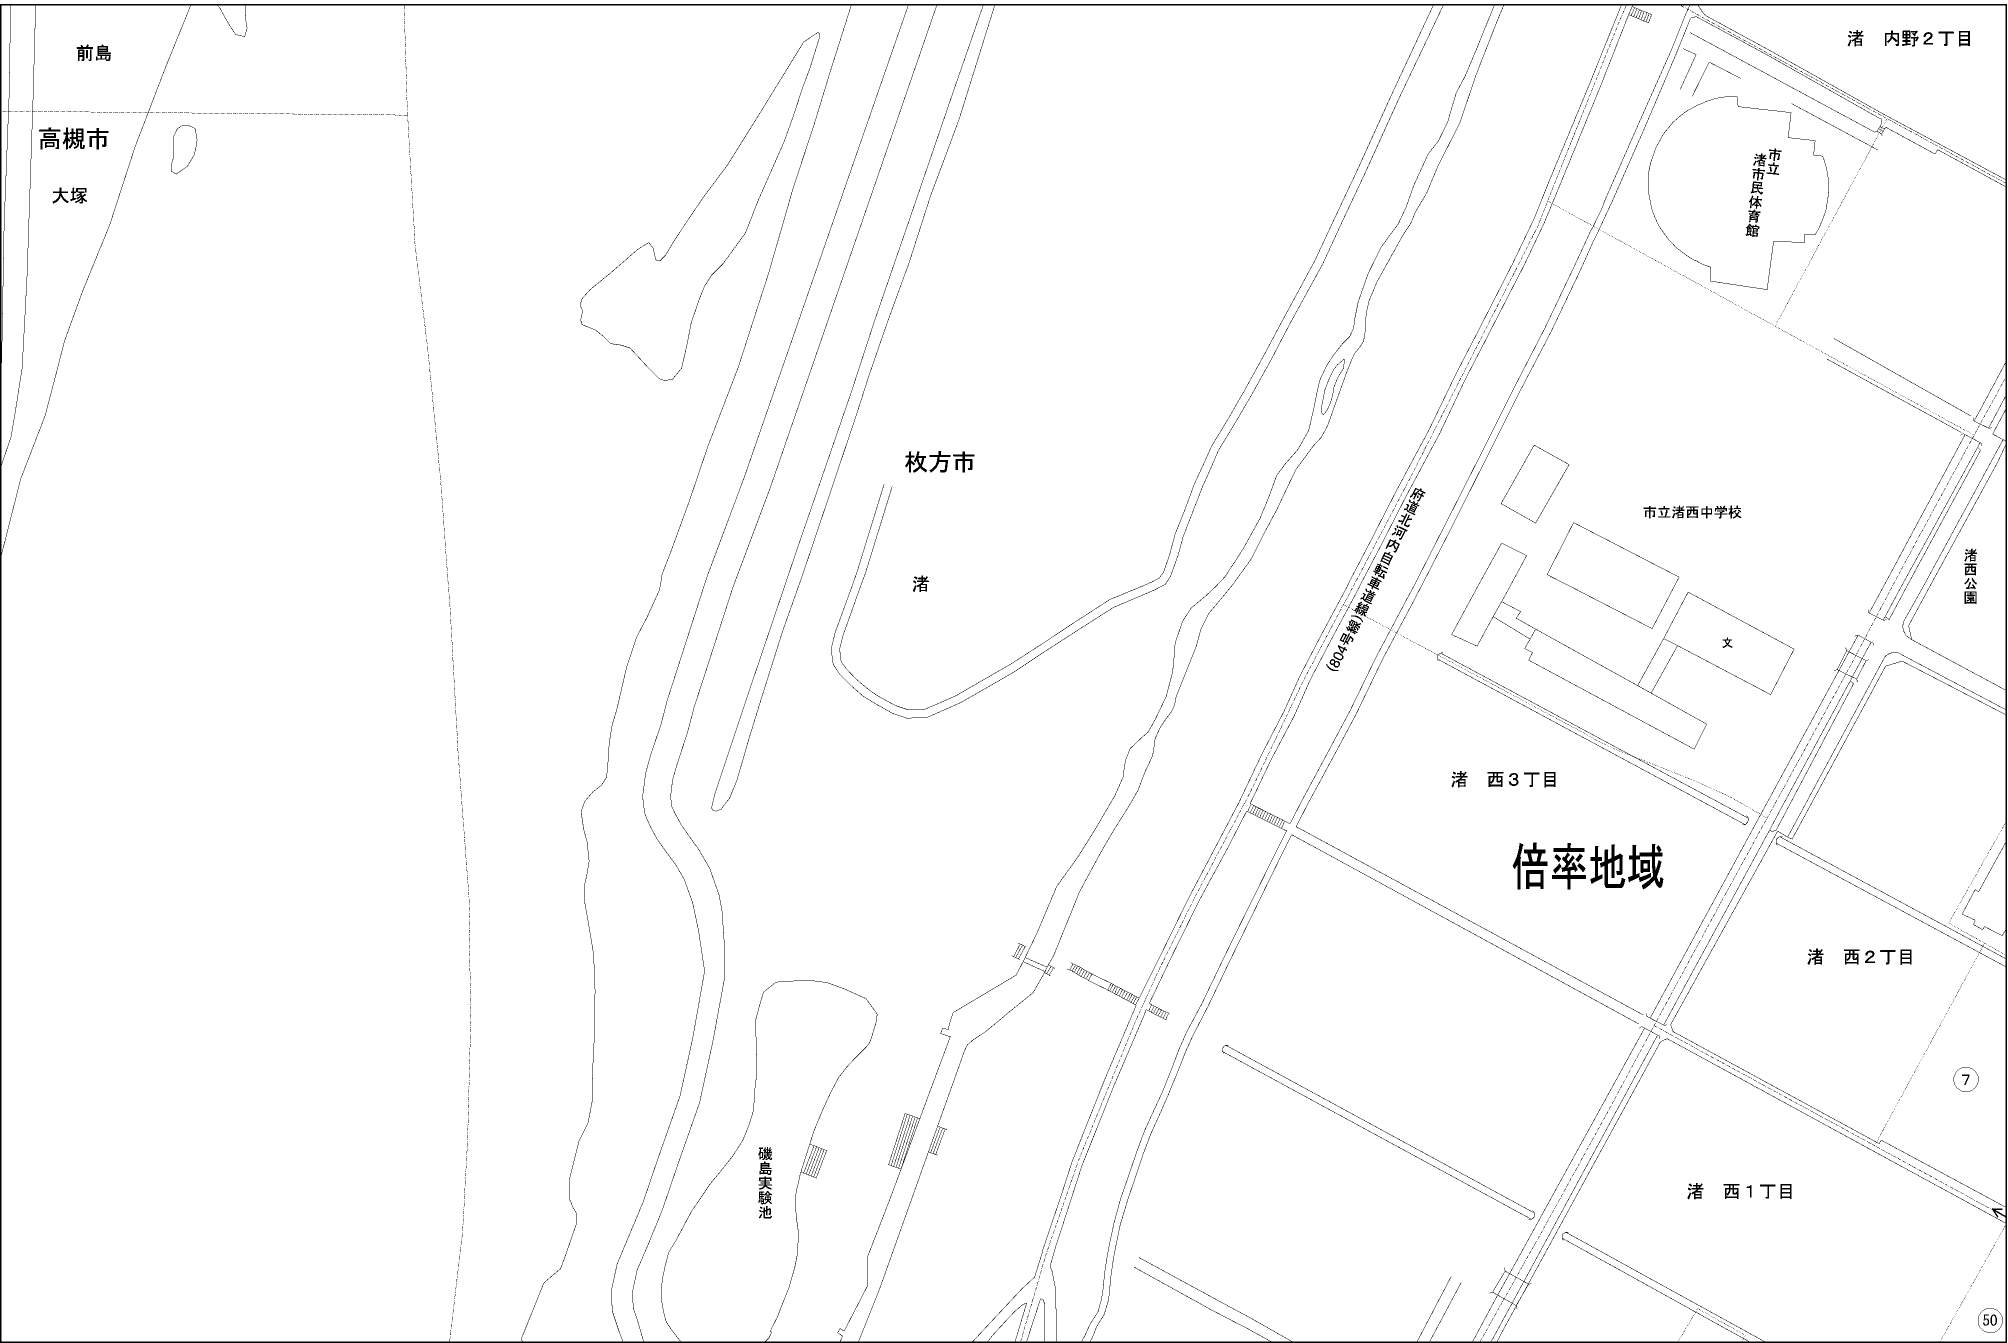 前島
渚　内野２丁目
高槻市
大塚
市立
渚市民体育館
枚方市
府道北河内自転車道線
(804号線)
市立渚西中学校
渚西公園
渚
文
渚　西３丁目
倍率地域
渚　西２丁目
7
磯島実験池
渚　西１丁目
50